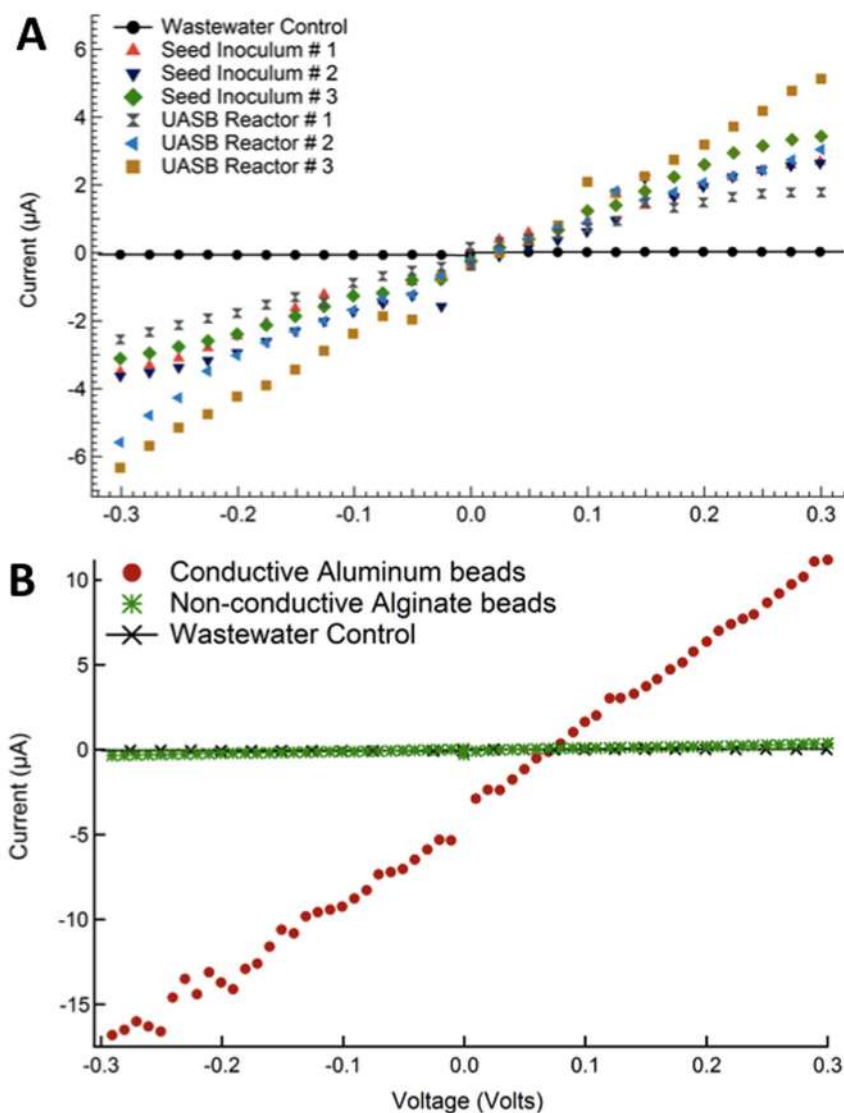 A
Wastewater Control
Seed Inoculum # 1
Seed Inoculum # 2
Seed Inoculum # 3
UASB Reactor # 1
UASB Reactor # 2
UASB Reactor # 3
6
4
2
0
-2
-4
-6
Current (µA)
-0.3 -0.2 -0.1 0.0 0.1 0.2 0.3
B
Conductive Aluminum beads
Non-conductive Alginate beads
Wastewater Control
10
5
0
-5
-10
-15
Current (µA)
-0.3 -0.2 -0.1 0.0 0.1 0.2 0.3
Voltage (Volts)